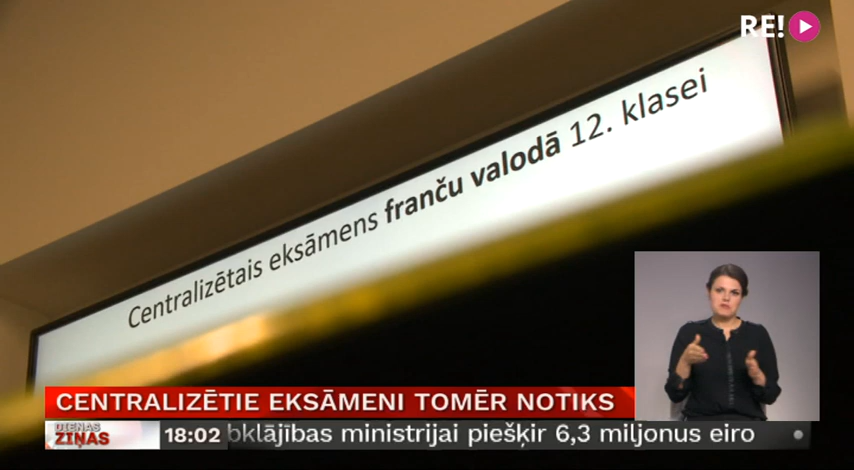 RE!
Centralizētais eksāmens franču valodā 12. klasei
CENTRALIZĒTIE EKSĀMENI TOMĒR NOTIKS
DIENAS
ZIŅAS
18:02
bklājības ministrijai piešķir 6,3 miljonus eiro